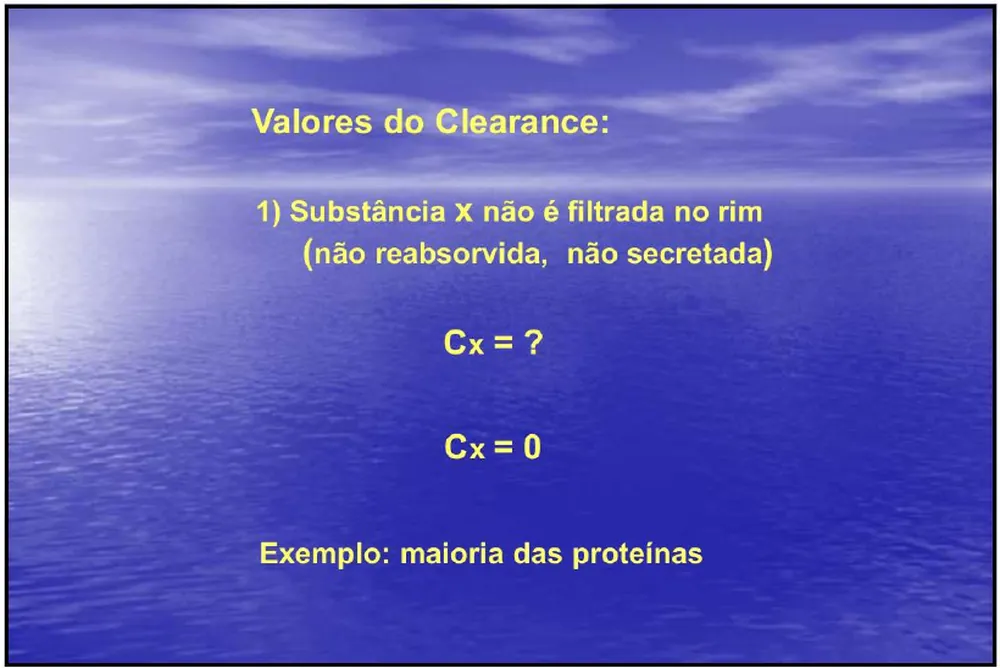 Valores do Clearance:
1) Substância x não é filtrada no rim
(não reabsorvida, não secretada)
Cx = ?
Cx = 0
Exemplo: maioria das proteínas